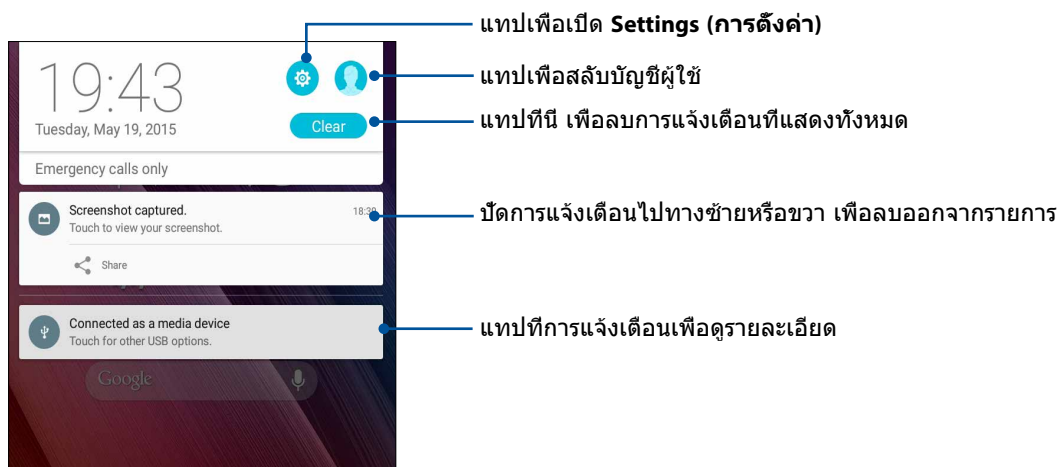 แทปเพื่อเปิด Settings (การตั้งค่า)
19:43
แทปเพื่อสลับบัญชีผู้ใช้
Tuesday, May 19, 2015
Clear
แทปที่นี่ เพื่อลบการแจ้งเตือนที่แสดงทั้งหมด
Emergency calls only
Screenshot captured.
Touch to view your screenshot.
ปัดการแจ้งเตือนไปทางซ้ายหรือขวา เพื่อลบออกจากรายการ
Share
Connected as a media device
Touch for other USB options.
แทปที่การแจ้งเตือนเพื่อดูรายละเอียด
Google